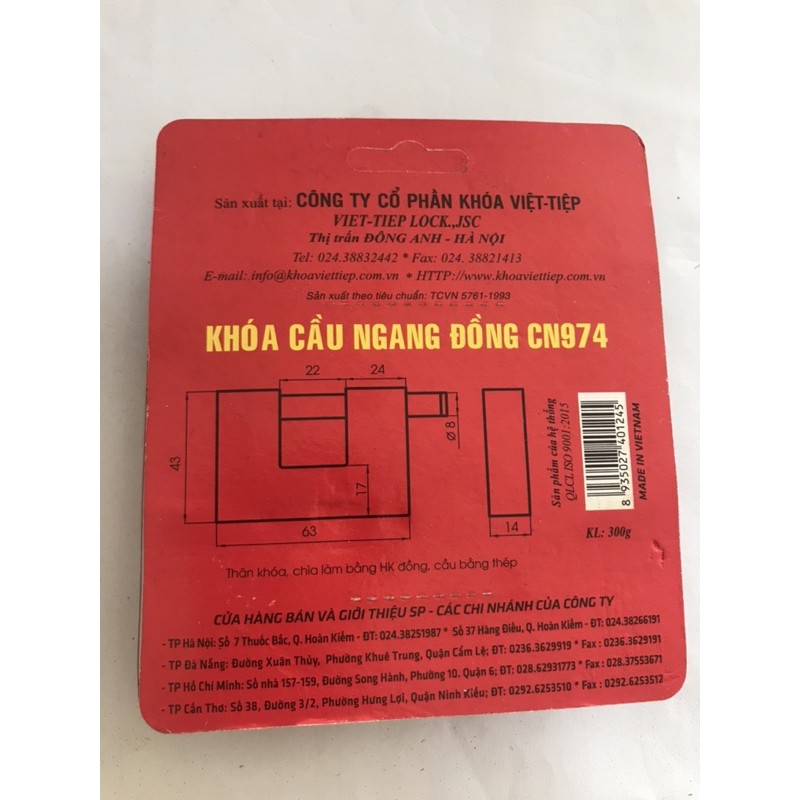 Sản xuất tại: CÔNG TY CỔ PHẦN KHÓA VIỆT-TIỆP
VIET-TIEP LOCK.,JSC
Thị trấn ĐÔNG ANH - HÀ NỘI
Tel: 024.38832442 * Fax: 024. 38821413
E-mail: info@khoaviettiep.com.vn * HTTP://www.khoaviettiep.com.vn
Sản xuất theo tiêu chuẩn: TCVN 5761-1993
KHÓA CẦU NGANG ĐỒNG CN974
22
24
43
Ø 8
17
63
14
Sản phẩm của hệ thống
QLCL ISO 9001:2015
8 935027 401245
MADE IN VIETNAM
KL: 300g
Thân khóa, chìa làm bằng HK đồng, cầu bằng thép
CỬA HÀNG BÁN VÀ GIỚI THIỆU SP - CÁC CHI NHÁNH CỦA CÔNG TY
- TP Hà Nội: Số 7 Thuốc Bắc, Q. Hoàn Kiếm - ĐT: 024.38251987 * Số 37 Hàng Điếu, Q. Hoàn Kiếm - ĐT: 024.38266191
- TP Đà Nẵng: Đường Xuân Thủy, Phường Khuê Trung, Quận Cẩm Lệ; ĐT: 0236.3629919 * Fax : 0236.3629191
- TP Hồ Chí Minh: Số nhà 157-159, Đường Song Hành, Phường 10. Quận 6; ĐT: 028.62931773 * Fax : 028.37553671
- TP Cần Thơ: Số 38, Đường 3/2, Phường Hưng Lợi, Quận Ninh Kiều; ĐT: 0292.6253510 * Fax : 0292.6253512